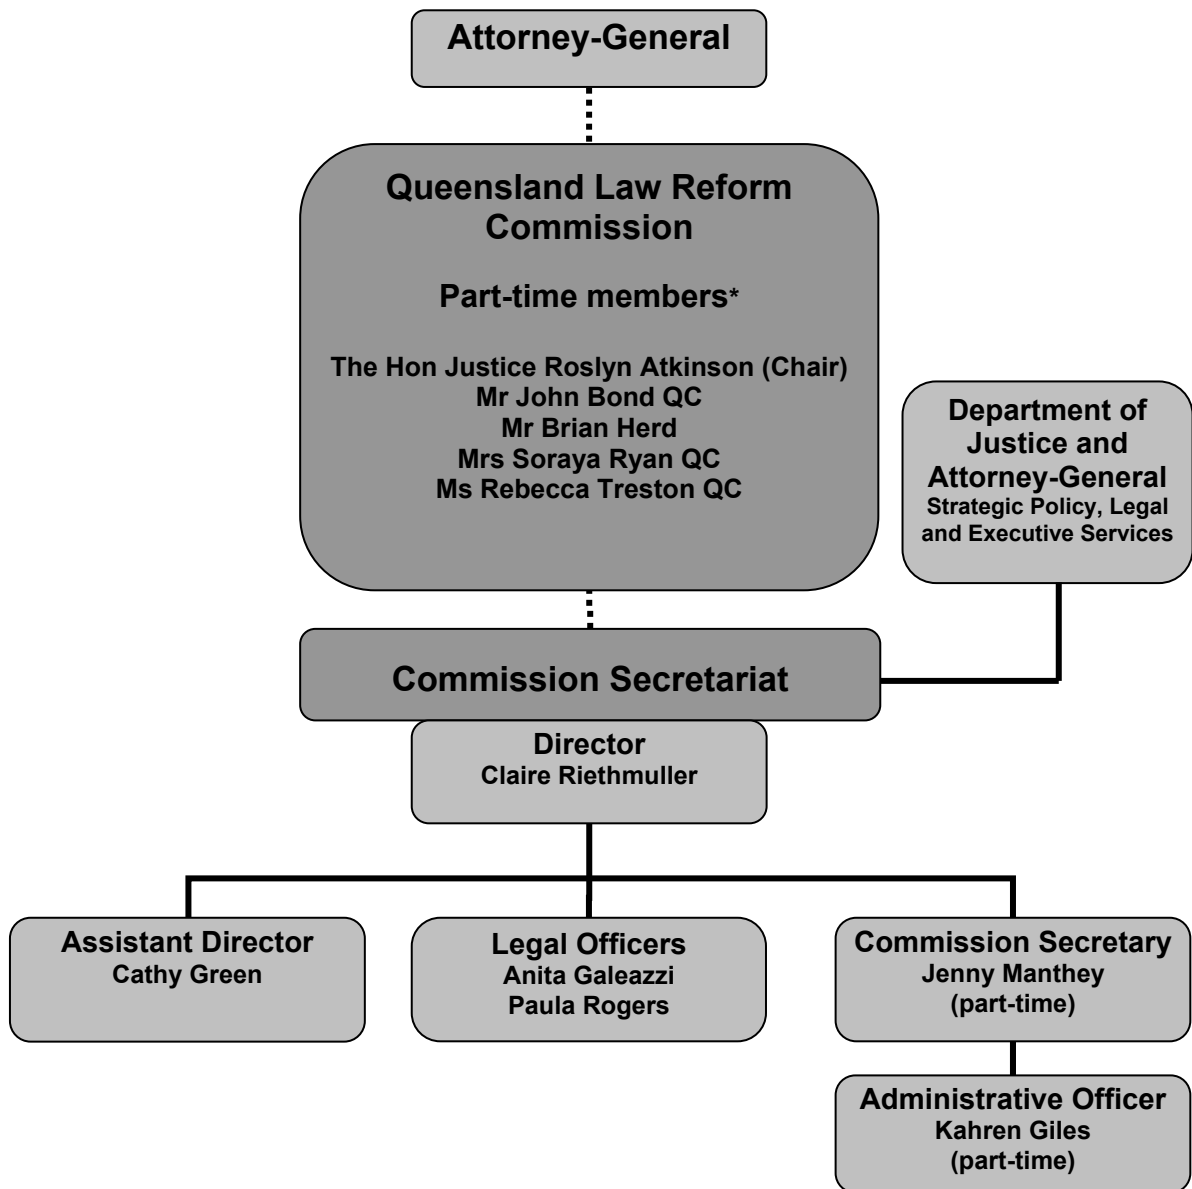 Attorney-General
Queensland Law Reform
Commission
Part-time members*
The Hon Justice Roslyn Atkinson (Chair)
Mr John Bond QC
Mr Brian Herd
Mrs Soraya Ryan QC
Ms Rebecca Treston QC
Department of
Justice and
Attorney-General
Strategic Policy, Legal
and Executive Services
Commission Secretariat
Director
Claire Riethmuller
Assistant Director
Cathy Green
Legal Officers
Anita Galeazzi
Paula Rogers
Commission Secretary
Jenny Manthey
(part-time)
Administrative Officer
Kahren Giles
(part-time)